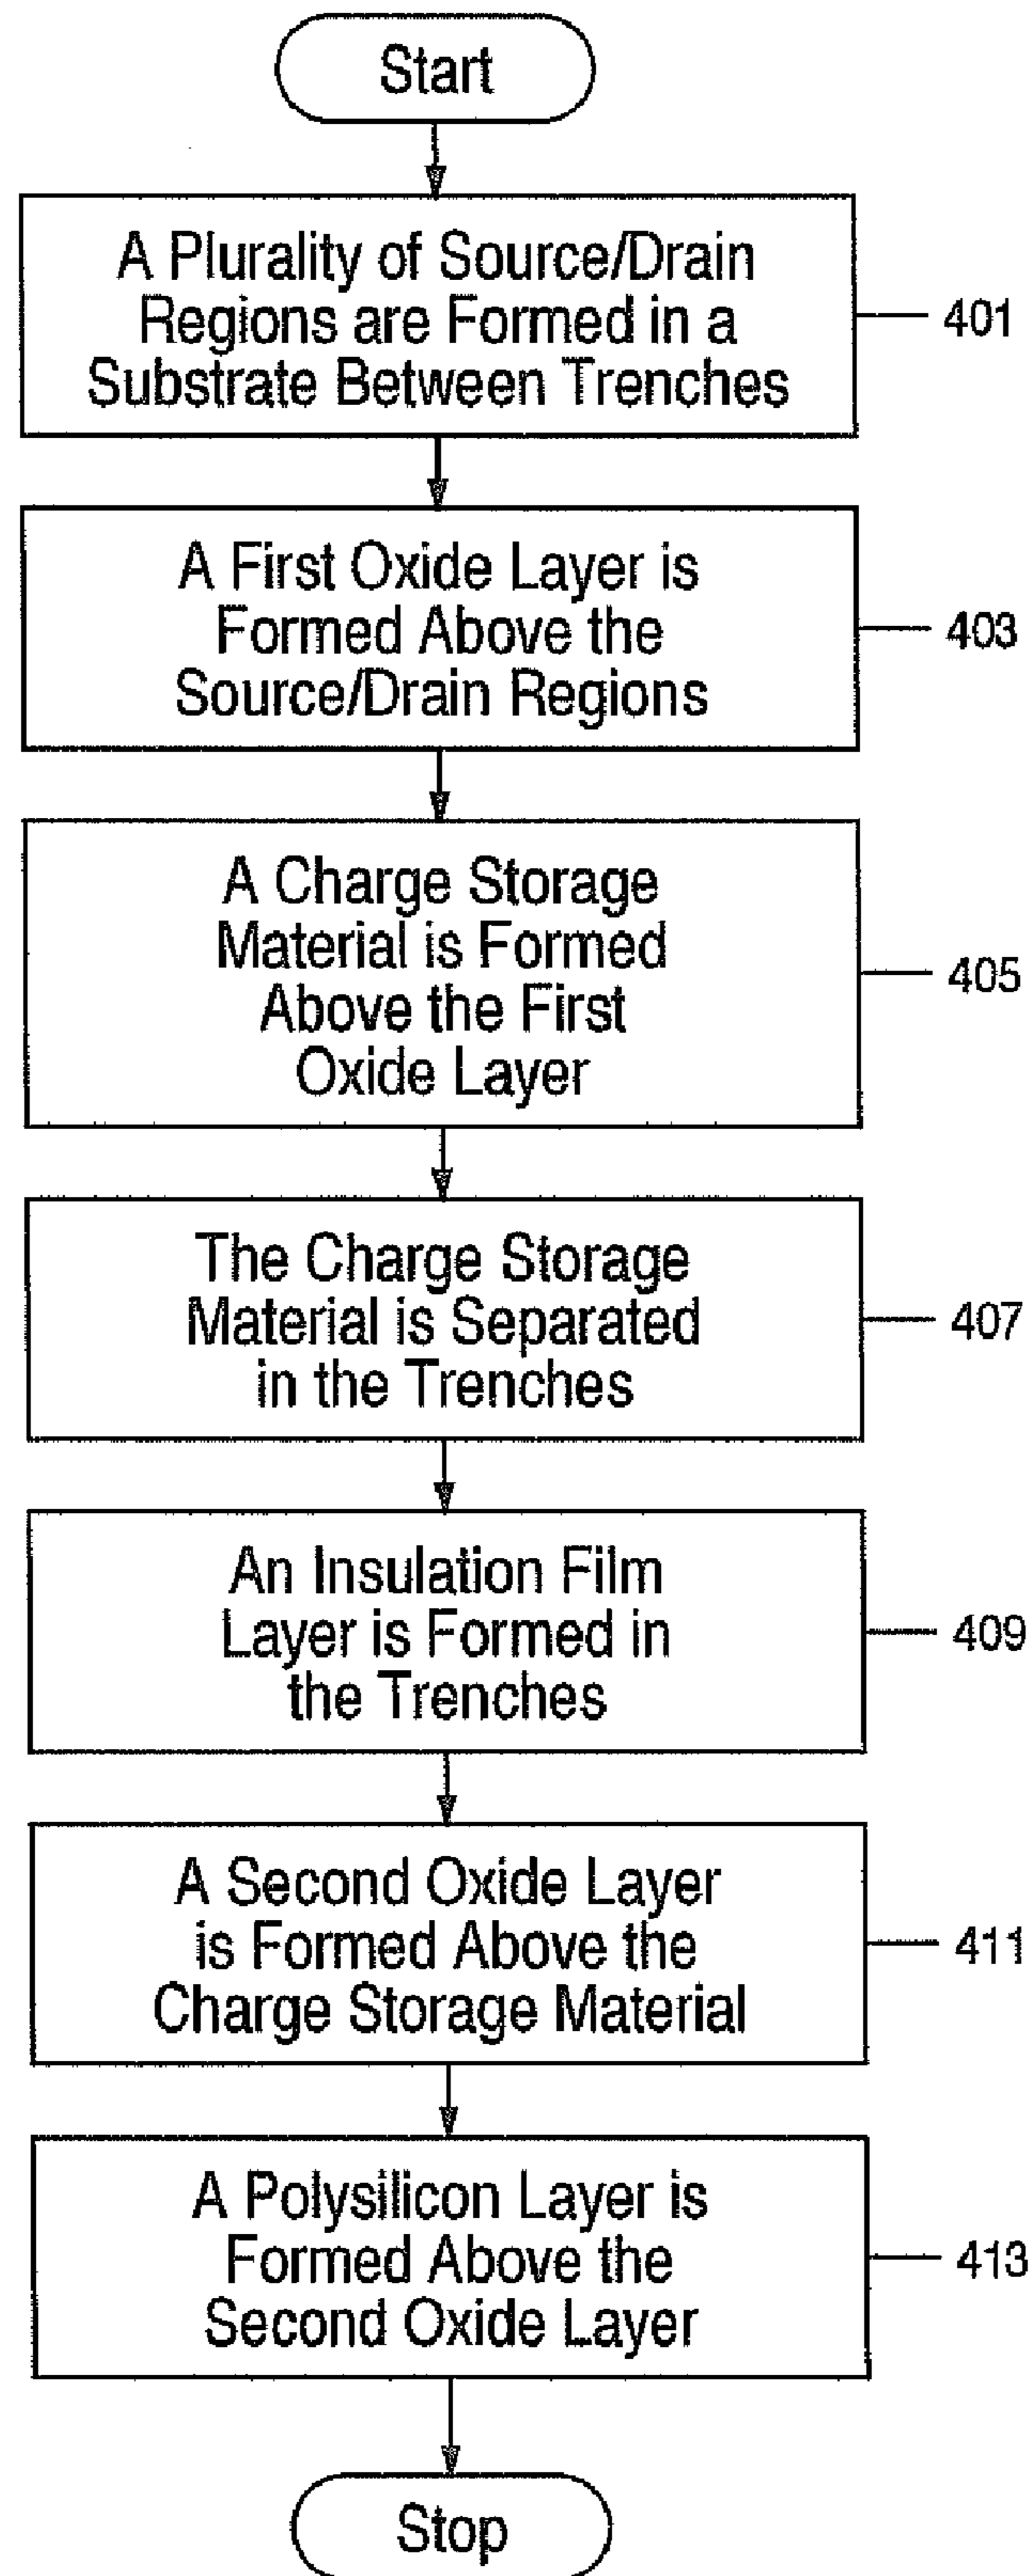 Start
A Plurality of Source/Drain
Regions are Formed in a
Substrate Between Trenches
401
A First Oxide Layer is
Formed Above the
Source/Drain Regions
403
A Charge Storage
Material is Formed
Above the First
Oxide Layer
405
The Charge Storage
Material is Separated
in the Trenches
407
An Insulation Film
Layer is Formed in
the Trenches
409
A Second Oxide Layer
is Formed Above the
Charge Storage Material
411
A Polysilicon Layer is
Formed Above the
Second Oxide Layer
413
Stop